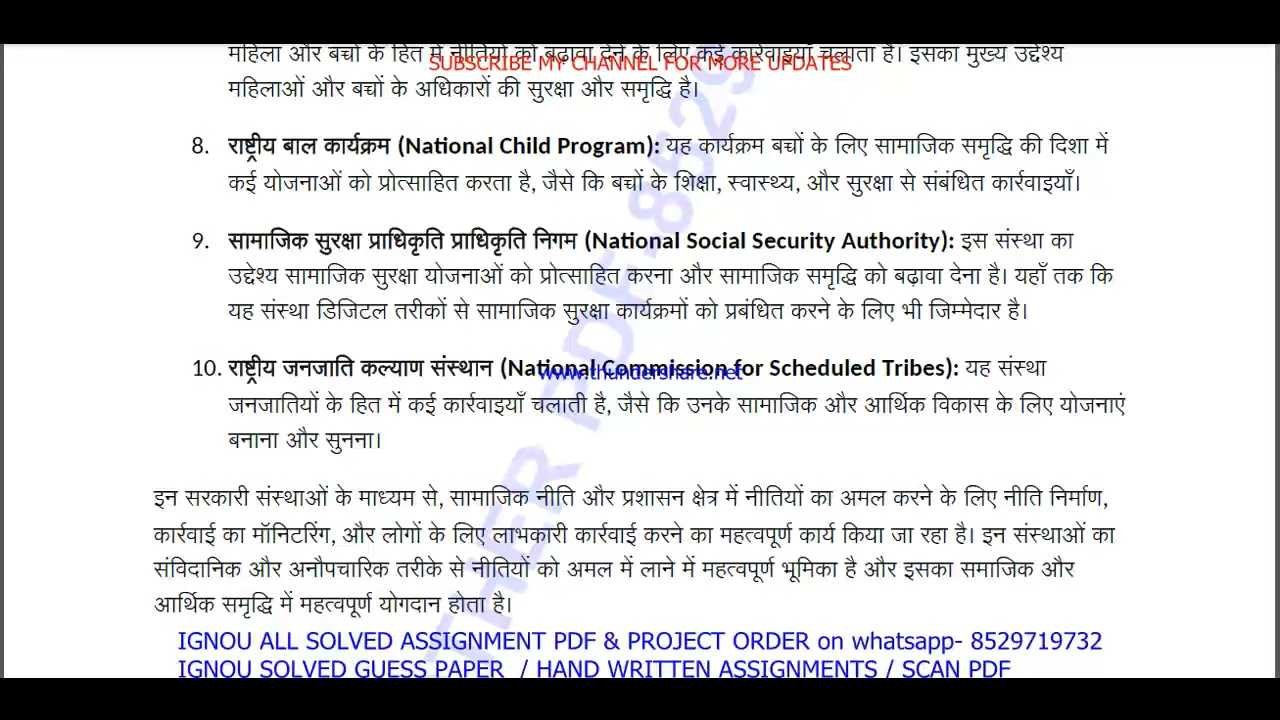 महिला और बच्चों के हित में नीतियों को बढ़ावा देने के लिए कई कार्रवाइयाँ चलाता है। इसका मुख्य उद्देश्य
SUBSCRIBE MY CHANNEL FOR MORE UPDATES
महिलाओं और बच्चों के अधिकारों की सुरक्षा और समृद्धि है।
8. राष्ट्रीय बाल कार्यक्रम (National Child Program): यह कार्यक्रम बच्चों के लिए सामाजिक समृद्धि की दिशा में
कई योजनाओं को प्रोत्साहित करता है, जैसे कि बच्चों के शिक्षा, स्वास्थ्य, और सुरक्षा से संबंधित कार्रवाइयाँ।
9. सामाजिक सुरक्षा प्राधिकृति प्राधिकृति निगम (National Social Security Authority): इस संस्था का
उद्देश्य सामाजिक सुरक्षा योजनाओं को प्रोत्साहित करना और सामाजिक समृद्धि को बढ़ावा देना है। यहाँ तक कि
यह संस्था डिजिटल तरीकों से सामाजिक सुरक्षा कार्यक्रमों को प्रबंधित करने के लिए भी जिम्मेदार है।
10. राष्ट्रीय जनजाति कल्याण संस्थान (National Commission for Scheduled Tribes): यह संस्था
www.thundershare.net
जनजातियों के हित में कई कार्रवाइयाँ चलाती है, जैसे कि उनके सामाजिक और आर्थिक विकास के लिए योजनाएं
बनाना और सुनना।
इन सरकारी संस्थाओं के माध्यम से, सामाजिक नीति और प्रशासन क्षेत्र में नीतियों का अमल करने के लिए नीति निर्माण,
कार्रवाई का मॉनिटरिंग, और लोगों के लिए लाभकारी कार्रवाई करने का महत्वपूर्ण कार्य किया जा रहा है। इन संस्थाओं का
संविदानिक और अनौपचारिक तरीके से नीतियों को अमल में लाने में महत्वपूर्ण भूमिका है और इसका समाजिक और
आर्थिक समृद्धि में महत्वपूर्ण योगदान होता है।
THER PDF-8529
IGNOU ALL SOLVED ASSIGNMENT PDF & PROJECT ORDER on whatsapp- 8529719732
IGNOU SOLVED GUESS PAPER / HAND WRITTEN ASSIGNMENTS / SCAN PDF